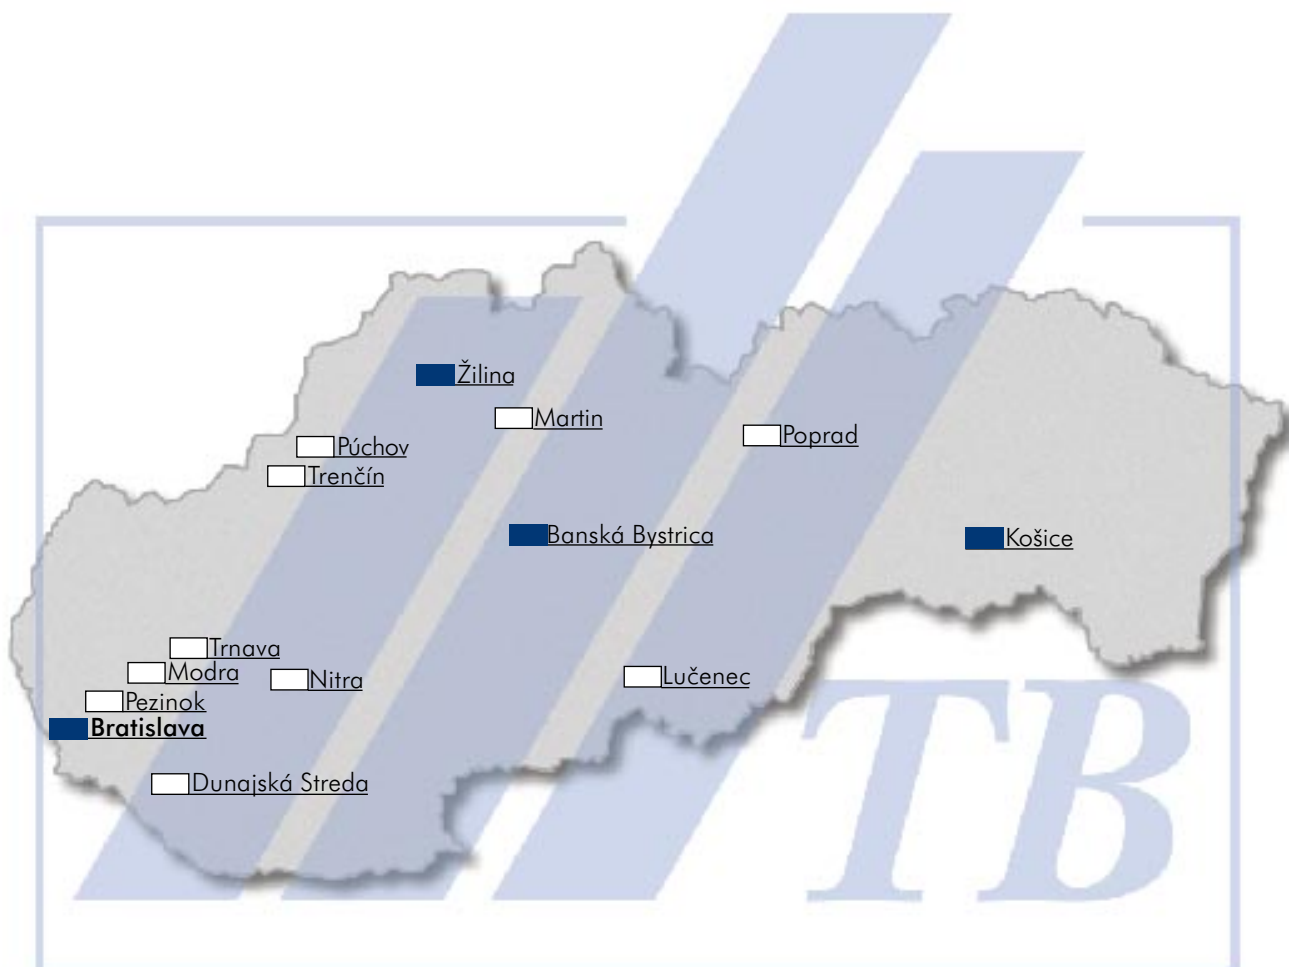 Žilina
Martin
Poprad
Púchov
Trenčín
Banská Bystrica
Košice
Trnava
Modra
Nitra
Lučenec
Pezinok
Bratislava
Dunajská Streda
TB